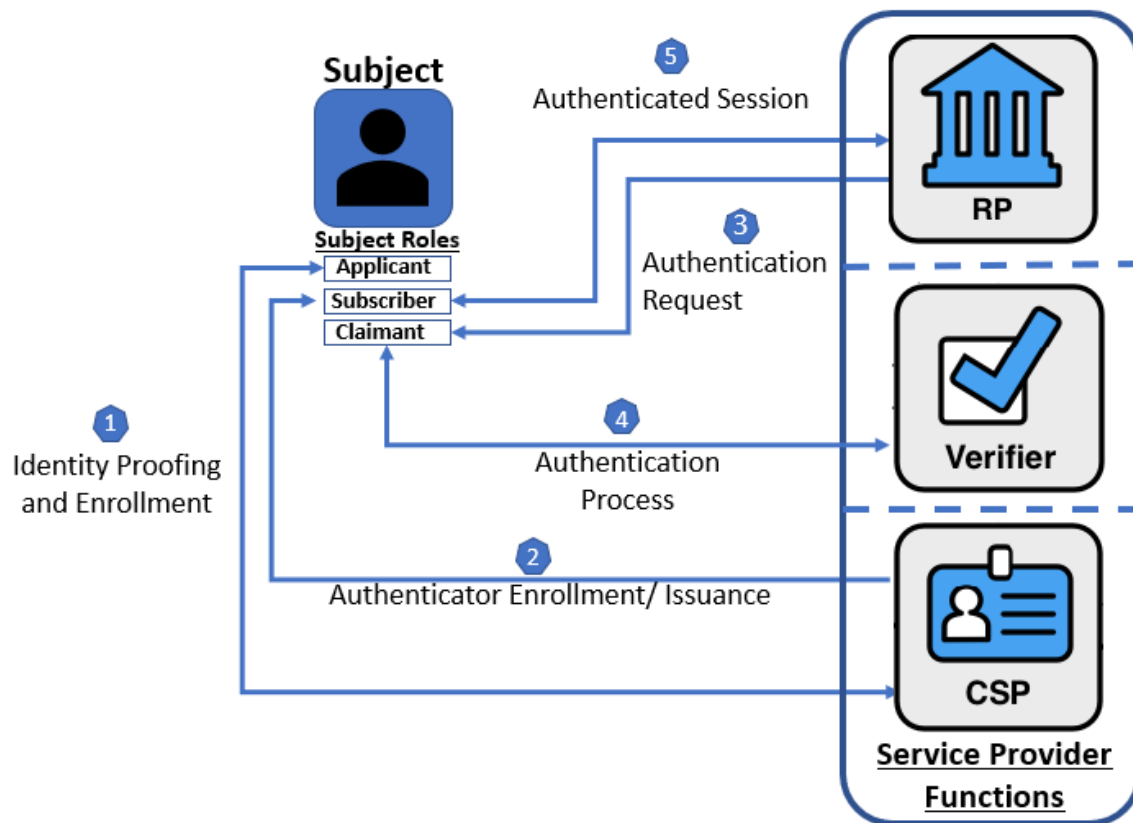 Subject
Subject Roles
Applicant
Subscriber
Claimant
1
Identity Proofing
and Enrollment
5
Authenticated Session
3
Authentication
Request
4
Authentication
Process
2
Authenticator Enrollment/ Issuance
RP
Verifier
CSP
Service Provider
Functions